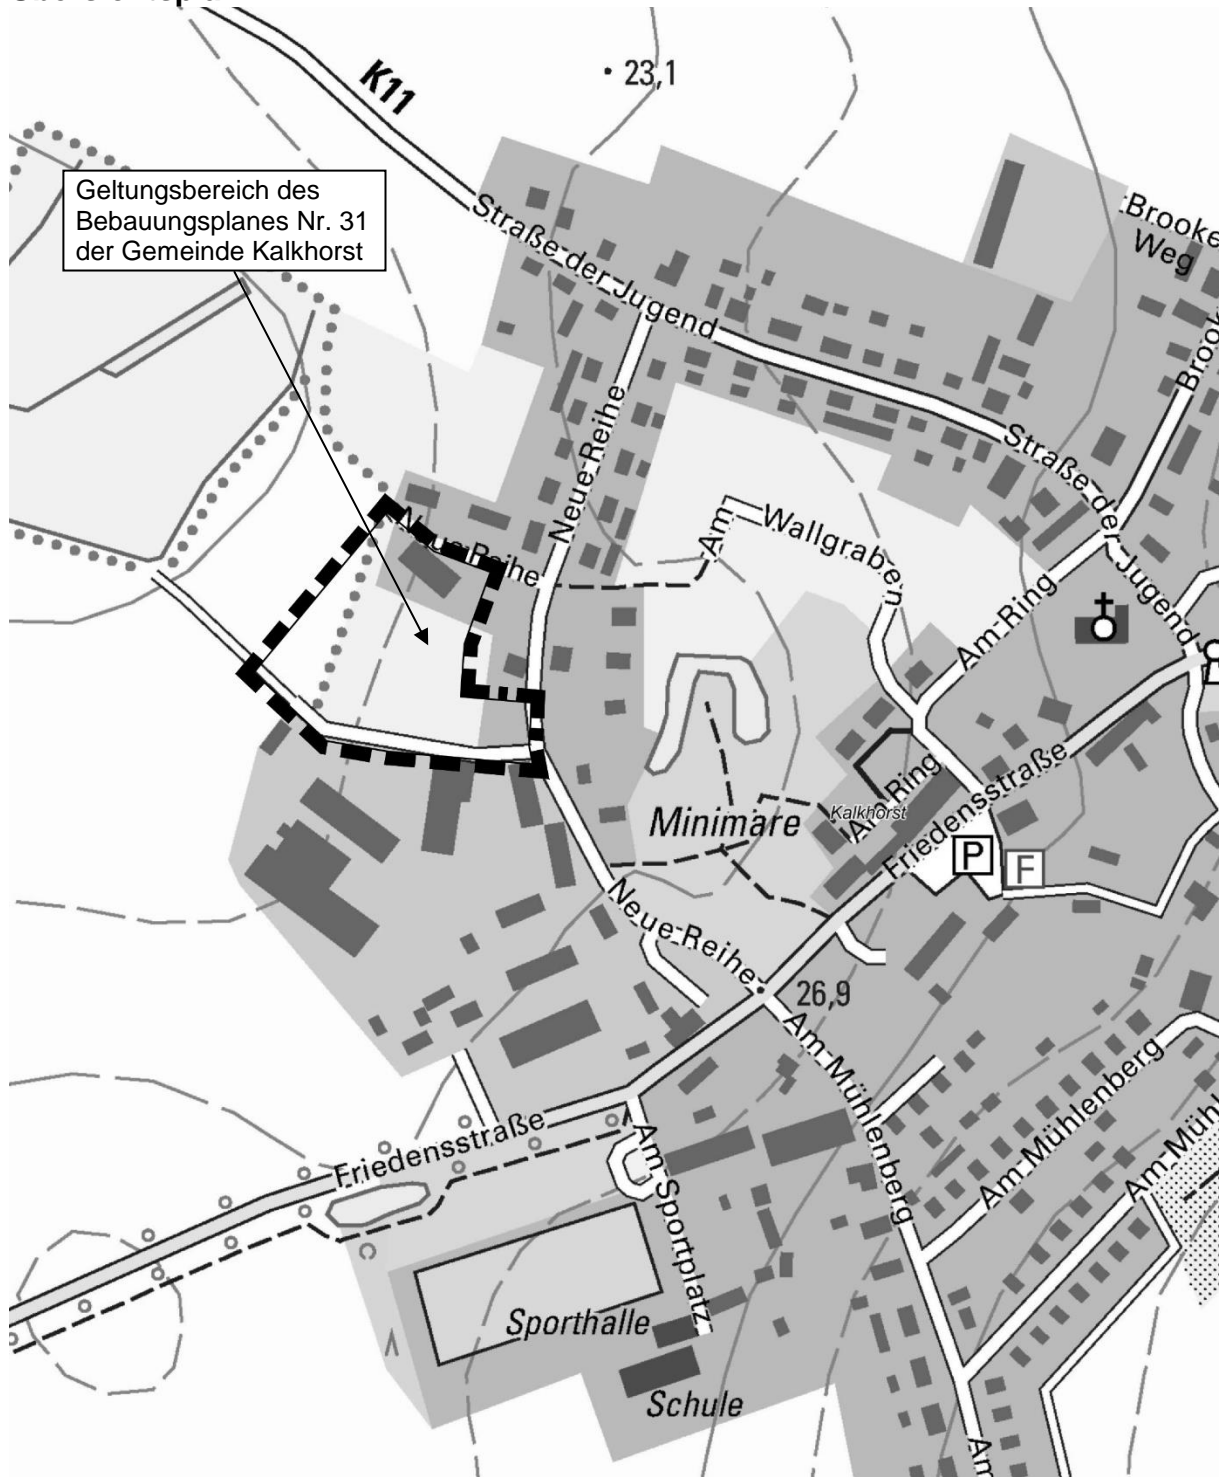 K11
23,1
Geltungsbereich des
Bebauungsplanes Nr. 31
der Gemeinde Kalkhorst
Straße der Jugend
Weg
Neue Reihe
Straße der Jugend
Am Wallgraben
Neue Reihe
Am Ring
Minimare
Kalkhorst
Am Ring
Friedensstraße
P
F
Neue Reihe
26,9
Am Mühlenberg
Am Mühlenberg
Friedensstraße
Am Sportplatz
Sporthalle
Schule
Am